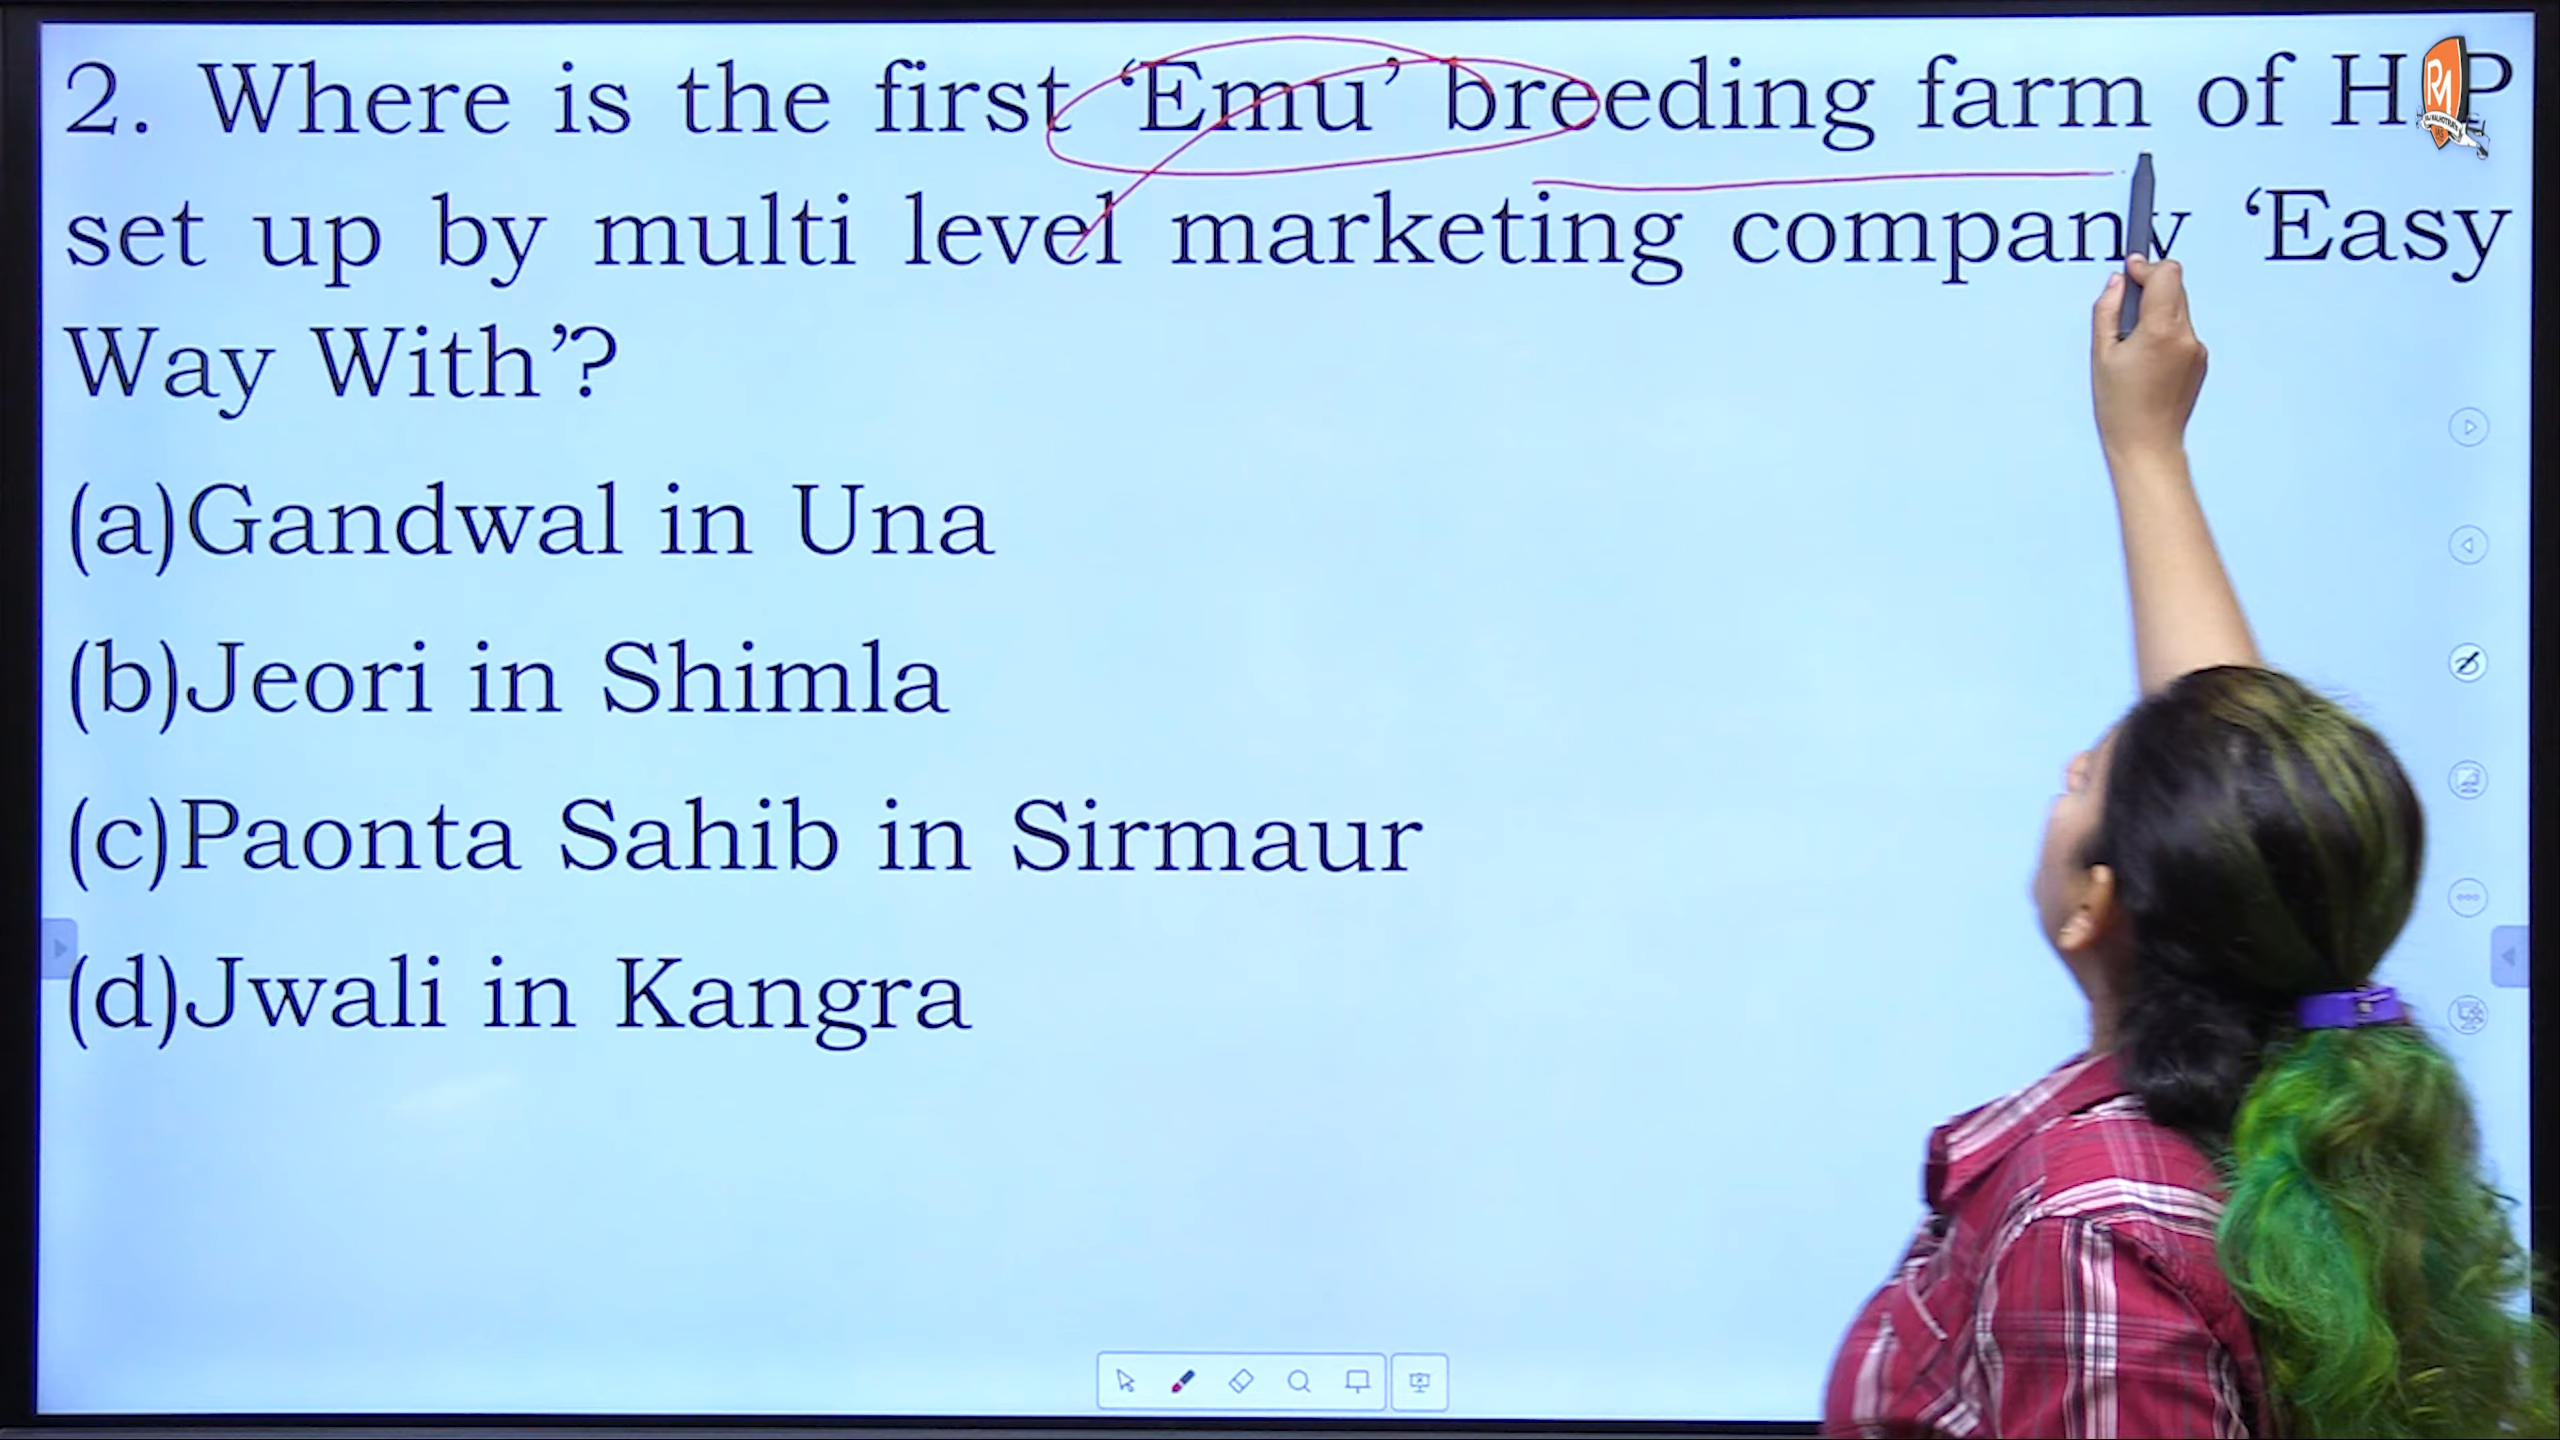 2. Where is the first ‘Emu’ breeding farm of H.P
set up by multi level marketing company ‘Easy
Way With’?
(a)Gandwal in Una
(b)Jeori in Shimla
(c)Paonta Sahib in Sirmaur
(d)Jwali in Kangra